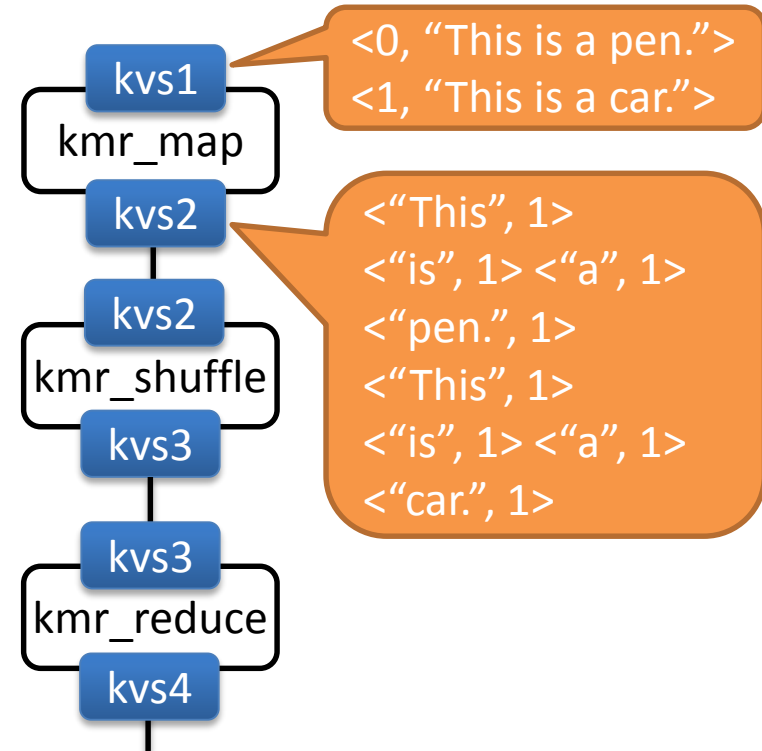 kvs1
<0, “This is a pen.”>
<1, “This is a car.”>
kmr_map
kvs2
<“This”, 1>
<“is”, 1> <“a”, 1>
<“pen.”, 1>
<“This”, 1>
<“is”, 1> <“a”, 1>
<“car.”, 1>
kvs2
kmr_shuffle
kvs3
kvs3
kmr_reduce
kvs4